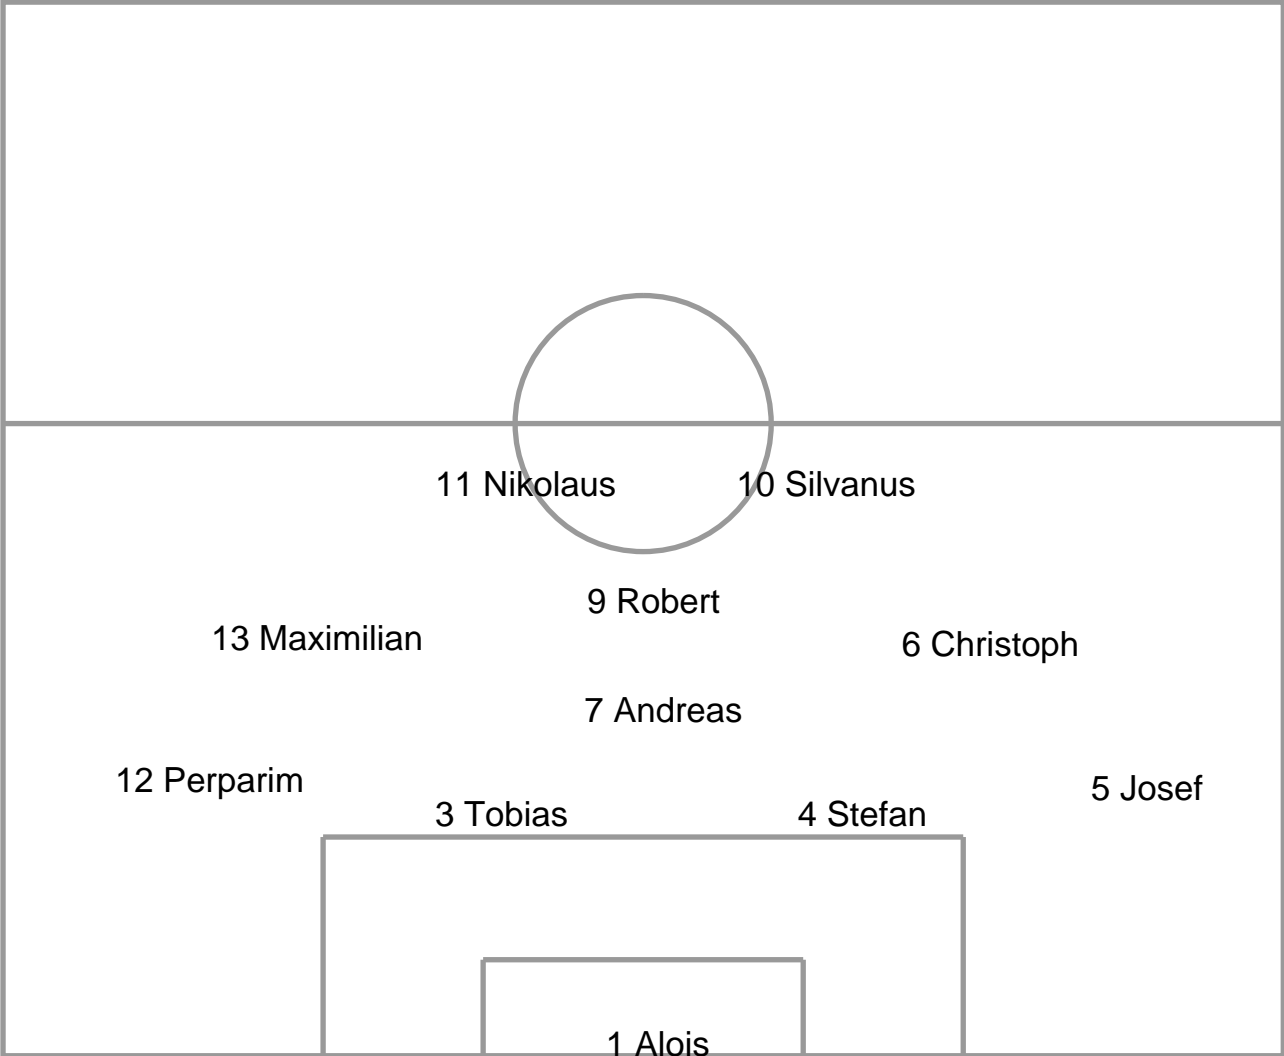 11 Nikolaus
10 Silvanus
9 Robert
13 Maximilian
6 Christoph
7 Andreas
12 Perparim
5 Josef
3 Tobias
4 Stefan
1 Alois